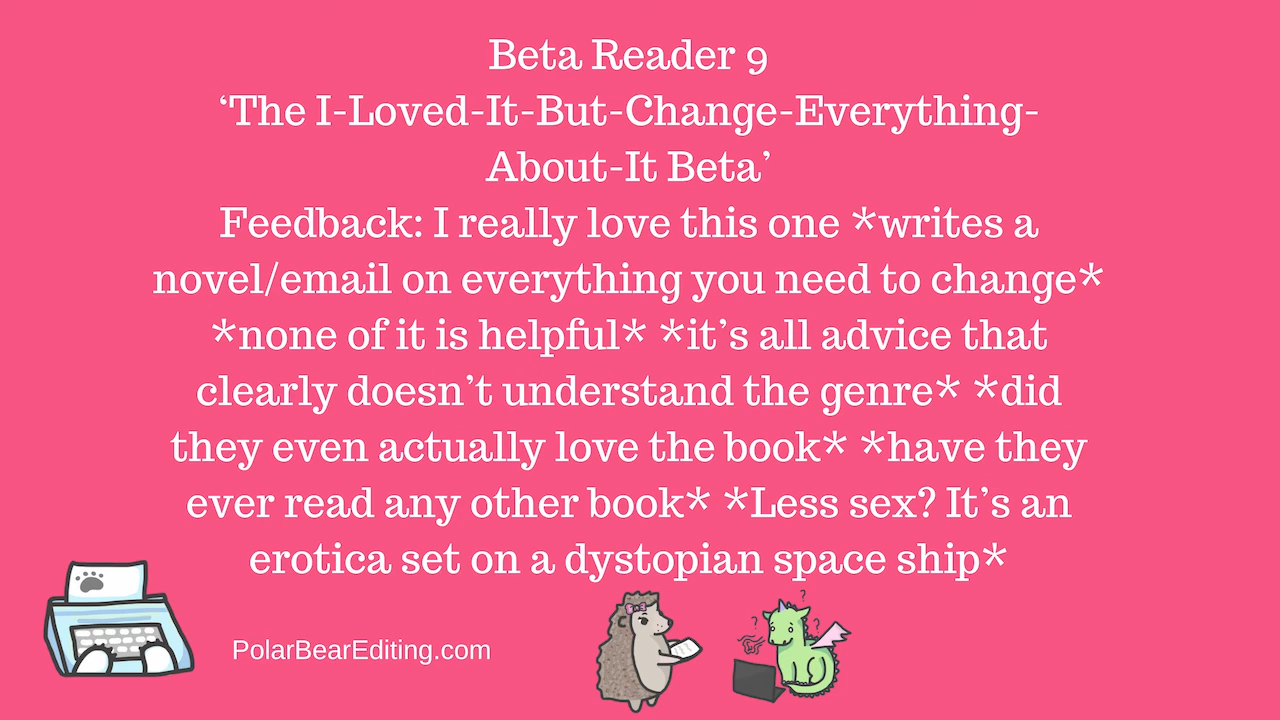 Beta Reader 9
‘The I-Loved-It-But-Change-Everything-
About-It Beta’
Feedback: I really love this one *writes a
novel/email on everything you need to change*
*none of it is helpful* *it’s all advice that
clearly doesn’t understand the genre* *did
they even actually love the book* *have they
ever read any other book* *Less sex? It’s an
erotica set on a dystopian space ship*
PolarBearEditing.com
? ? ?